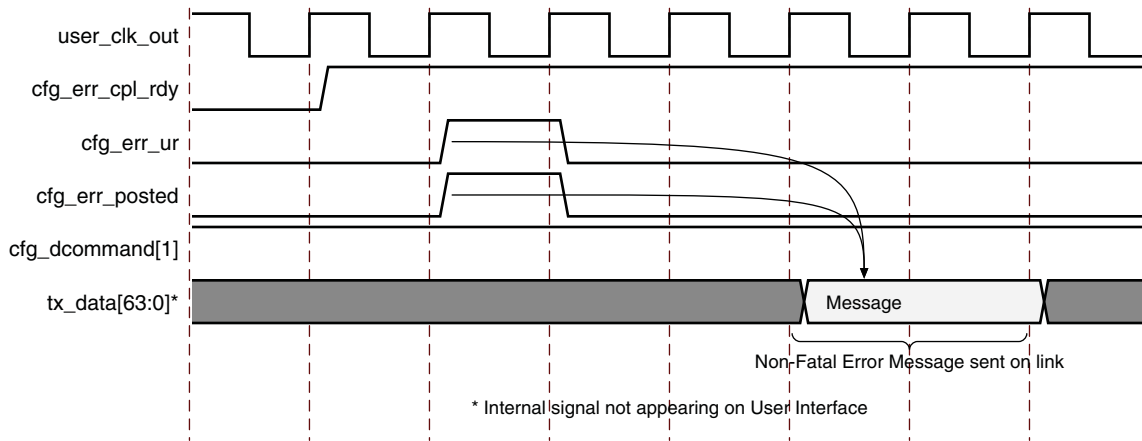 user_clk_out
cfg_err_cpl_rdy
cfg_err_ur
cfg_err_posted
cfg_dcommand[1]
tx_data[63:0]*
Message
Non-Fatal Error Message sent on link
* Internal signal not appearing on User Interface